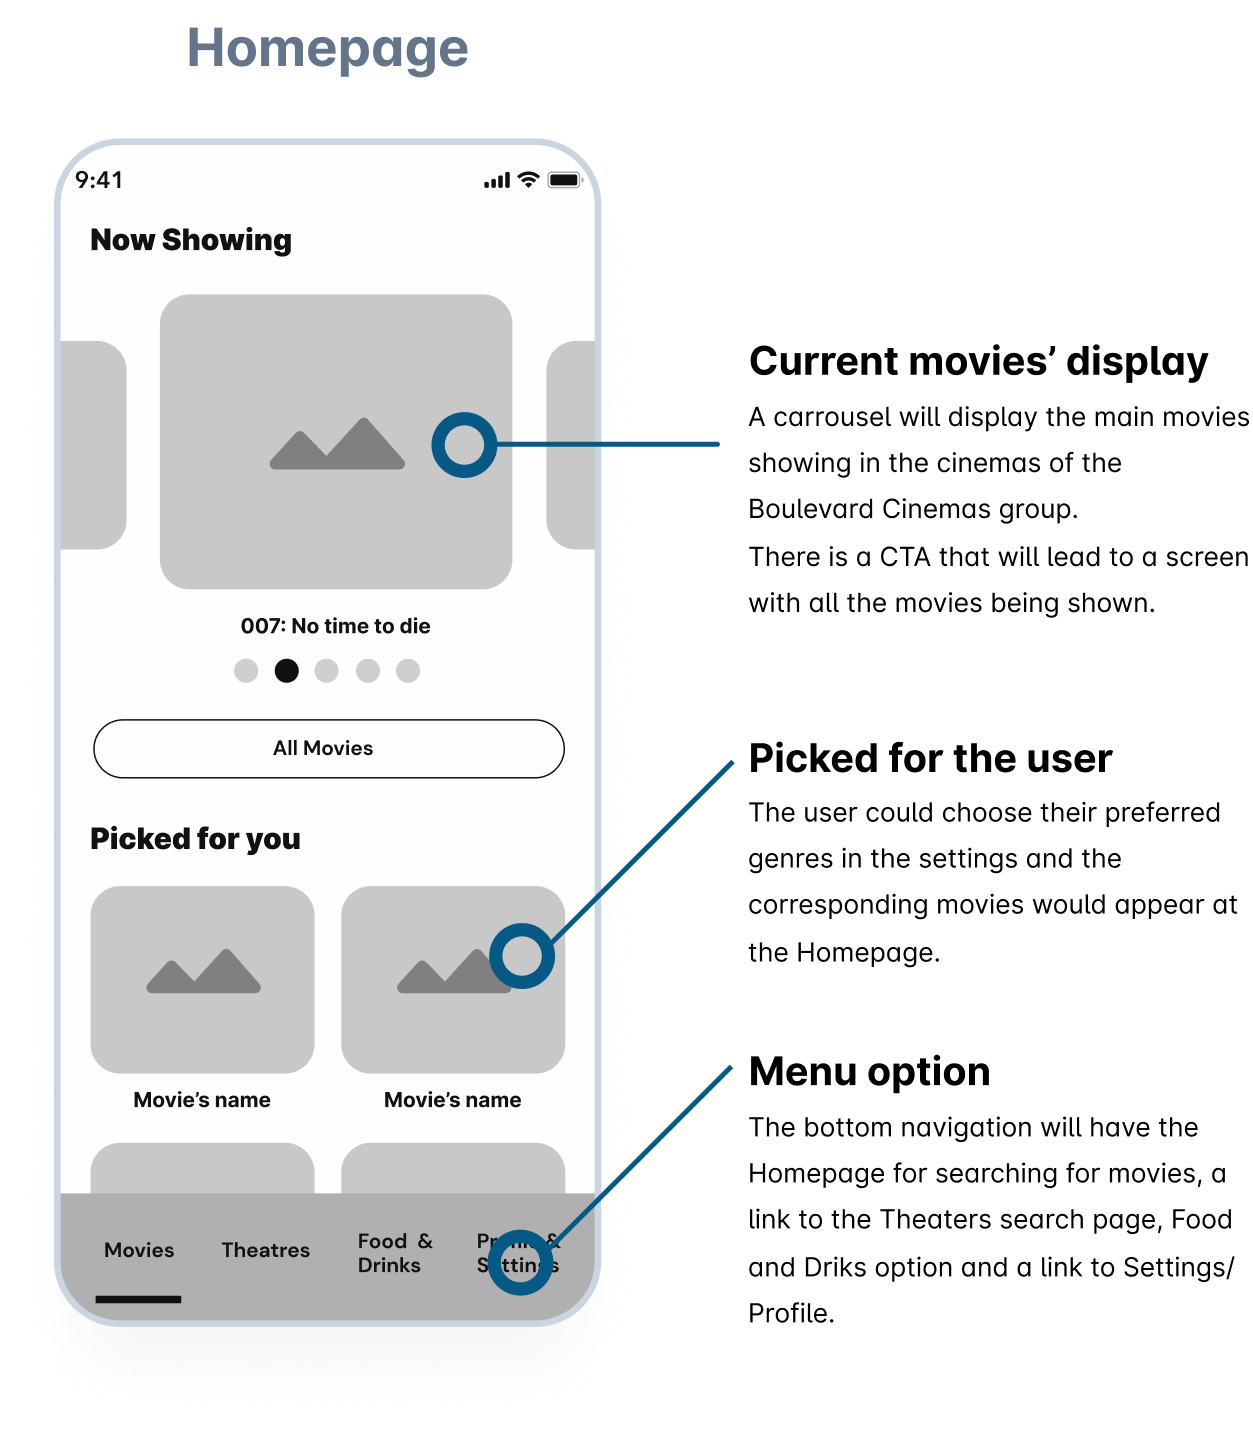 Homepage
9:41
Now Showing
007: No time to die
All Movies
Picked for you
Movie’s name
Movie’s name
Movies
Theatres
Food &
Drinks
&
Current movies’ display
A carrousel will display the main movies
showing in the cinemas of the
Boulevard Cinemas group.
There is a CTA that will lead to a screen
with all the movies being shown.
Picked for the user
The user could choose their preferred
genres in the settings and the
corresponding movies would appear at
the Homepage.
Menu option
The bottom navigation will have the
Homepage for searching for movies, a
link to the Theaters search page, Food
and Driks option and a link to Settings/
Profile.